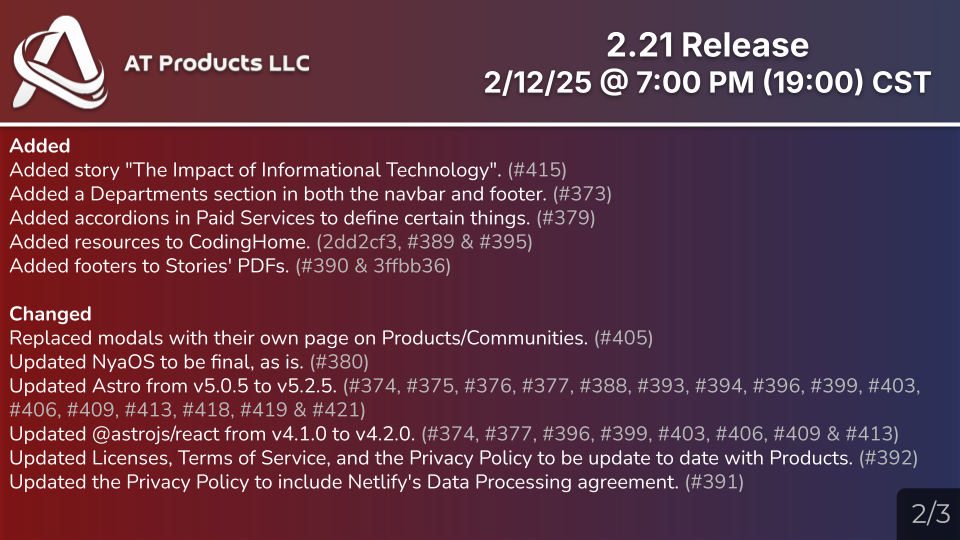 AT Products LLC
2.21 Release
2/12/25 @ 7:00 PM (19:00) CST
Added
Added story "The Impact of Informational Technology". (#415)
Added a Departments section in both the navbar and footer. (#373)
Added accordions in Paid Services to define certain things. (#379)
Added resources to CodingHome. (2dd2cf3, #389 & #395)
Added footers to Stories' PDFs. (#390 & 3ffbb36)
Changed
Replaced modals with their own page on Products/Communities. (#405)
Updated NyaOS to be final, as is. (#380)
Updated Astro from v5.0.5 to v5.2.5. (#374, #375, #376, #377, #388, #393, #394, #396, #399, #403,
#406, #409, #413, #418, #419 & #421)
Updated @astrojs/react from v4.1.0 to v4.2.0. (#374, #377, #396, #399, #403, #406, #409 & #413)
Updated Licenses, Terms of Service, and the Privacy Policy to be update to date with Products. (#392)
Updated the Privacy Policy to include Netlify's Data Processing agreement. (#391)
2/3